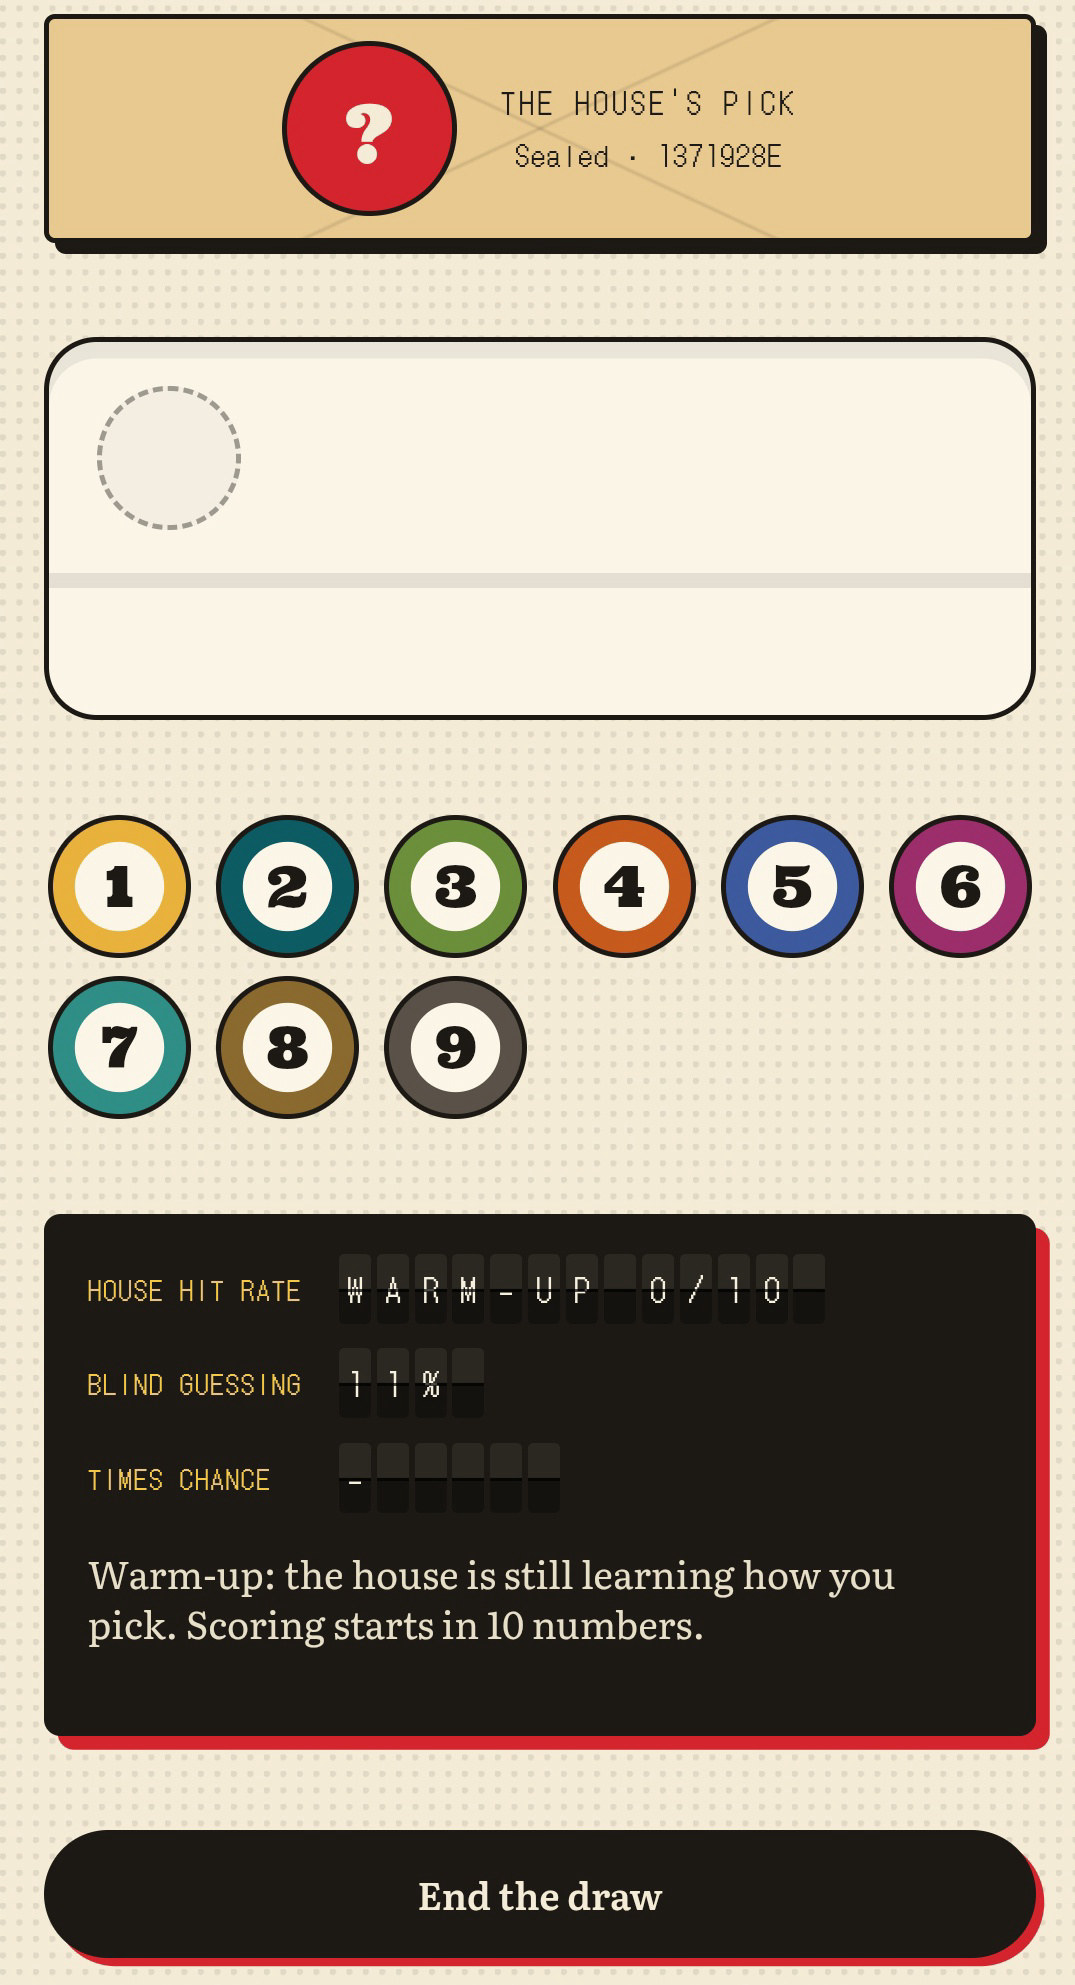 ?
THE HOUSE'S PICK
Sealed · 1371928E
1 2 3 4 5 6
7 8 9
HOUSE HIT RATE WARM-UP 0/10
BLIND GUESSING 11%
TIMES CHANCE -
Warm-up: the house is still learning how you
pick. Scoring starts in 10 numbers.
End the draw